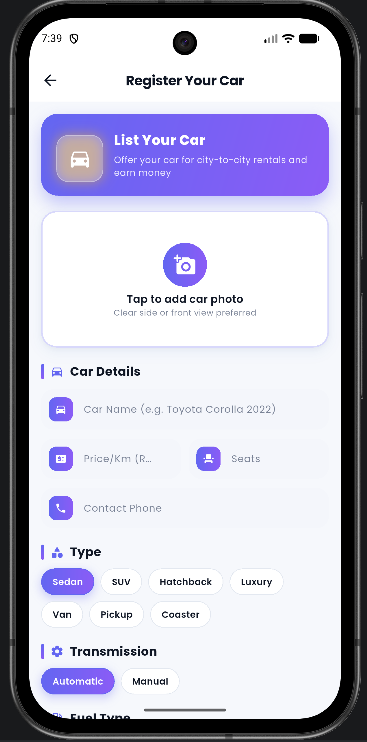 7:39
Register Your Car
List Your Car
Offer your car for city-to-city rentals and
earn money
Tap to add car photo
Clear side or front view preferred
Car Details
Car Name (e.g. Toyota Corolla 2022)
Price/Km (R... Seats
Contact Phone
Type
Sedan SUV Hatchback Luxury
Van Pickup Coaster
Transmission
Automatic Manual
Fuel Type